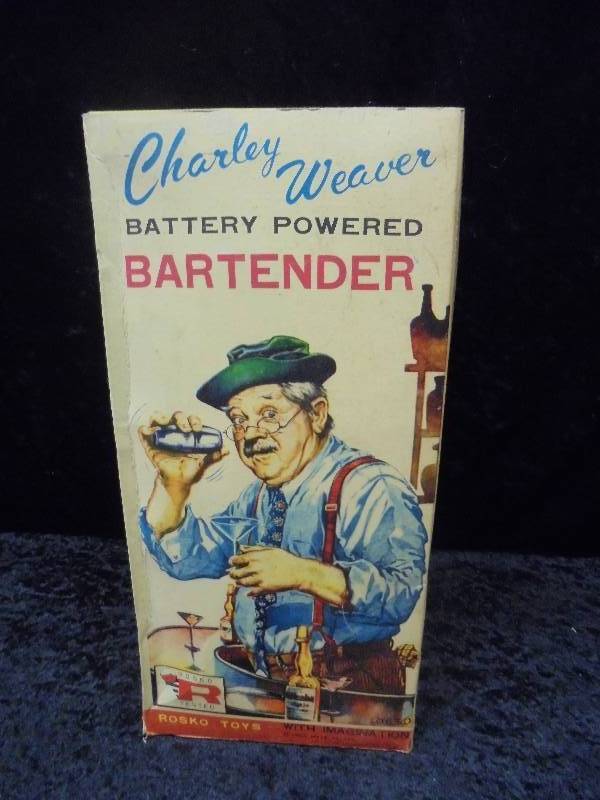 Charley Weaver
BATTERY POWERED
BARTENDER
ROSKO
R
TESTED
ROSKO TOYS WITH IMAGINATION